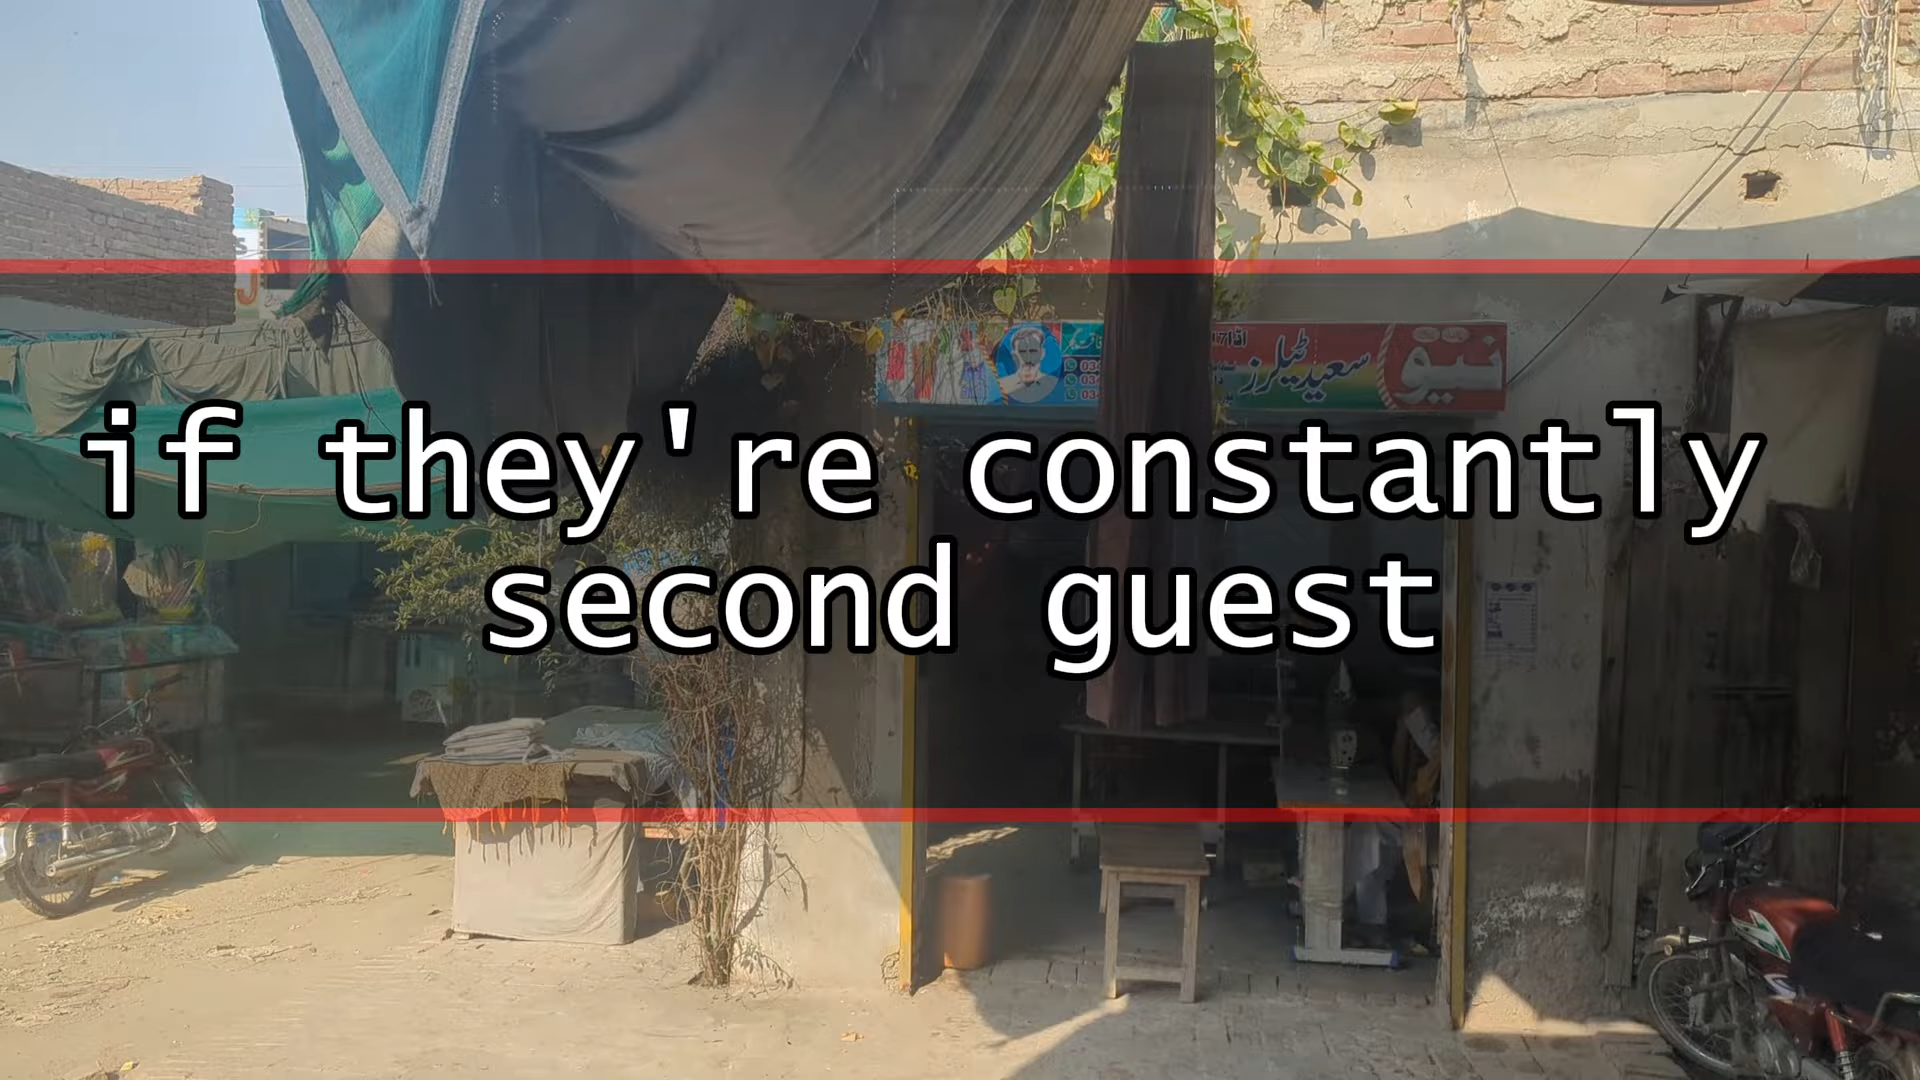 نیو سعید ٹیلرز
if they're constantly
second guest